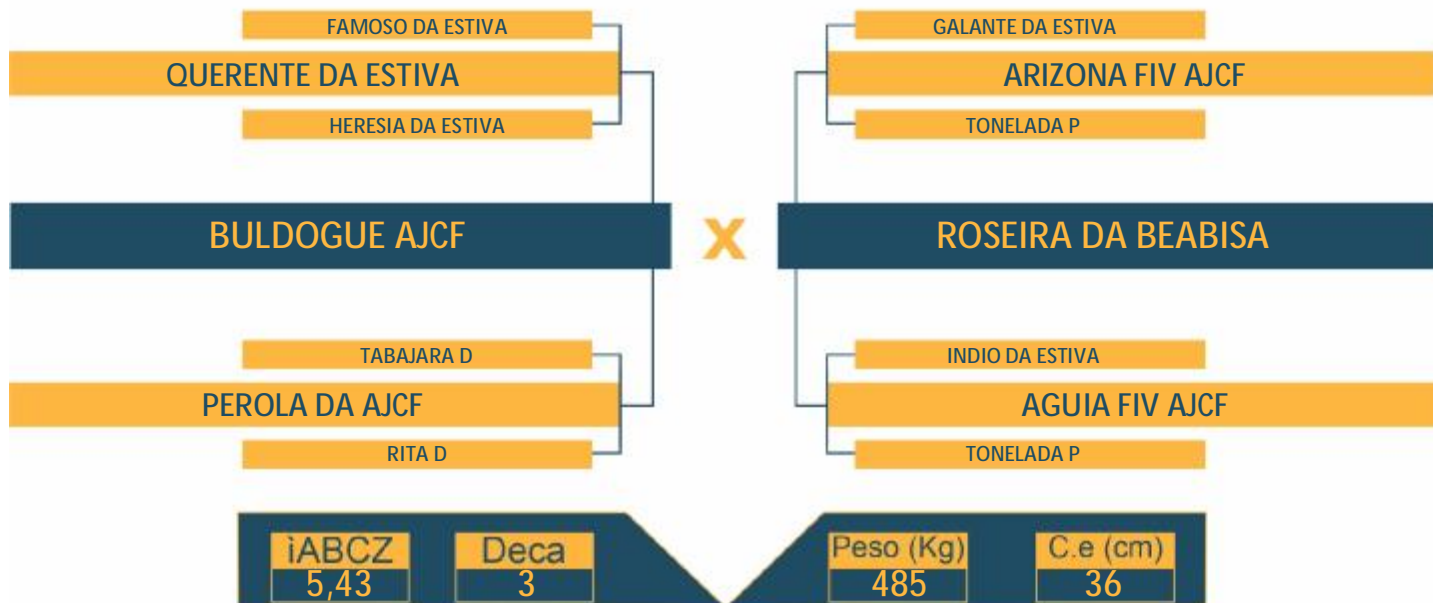 FAMOSO DA ESTIVA
GALANTE DA ESTIVA
QUERENTE DA ESTIVA
ARIZONA FIV AJCF
HERESIA DA ESTIVA
TONELADA P
BULDOGUE AJCF
X
ROSEIRA DA BEABISA
TABAJARA D
INDIO DA ESTIVA
PEROLA DA AJCF
AGUIA FIV AJCF
RITA D
TONELADA P
iABCZ
Deca
Peso (Kg)
C.e (cm)
5,43
3
485
36